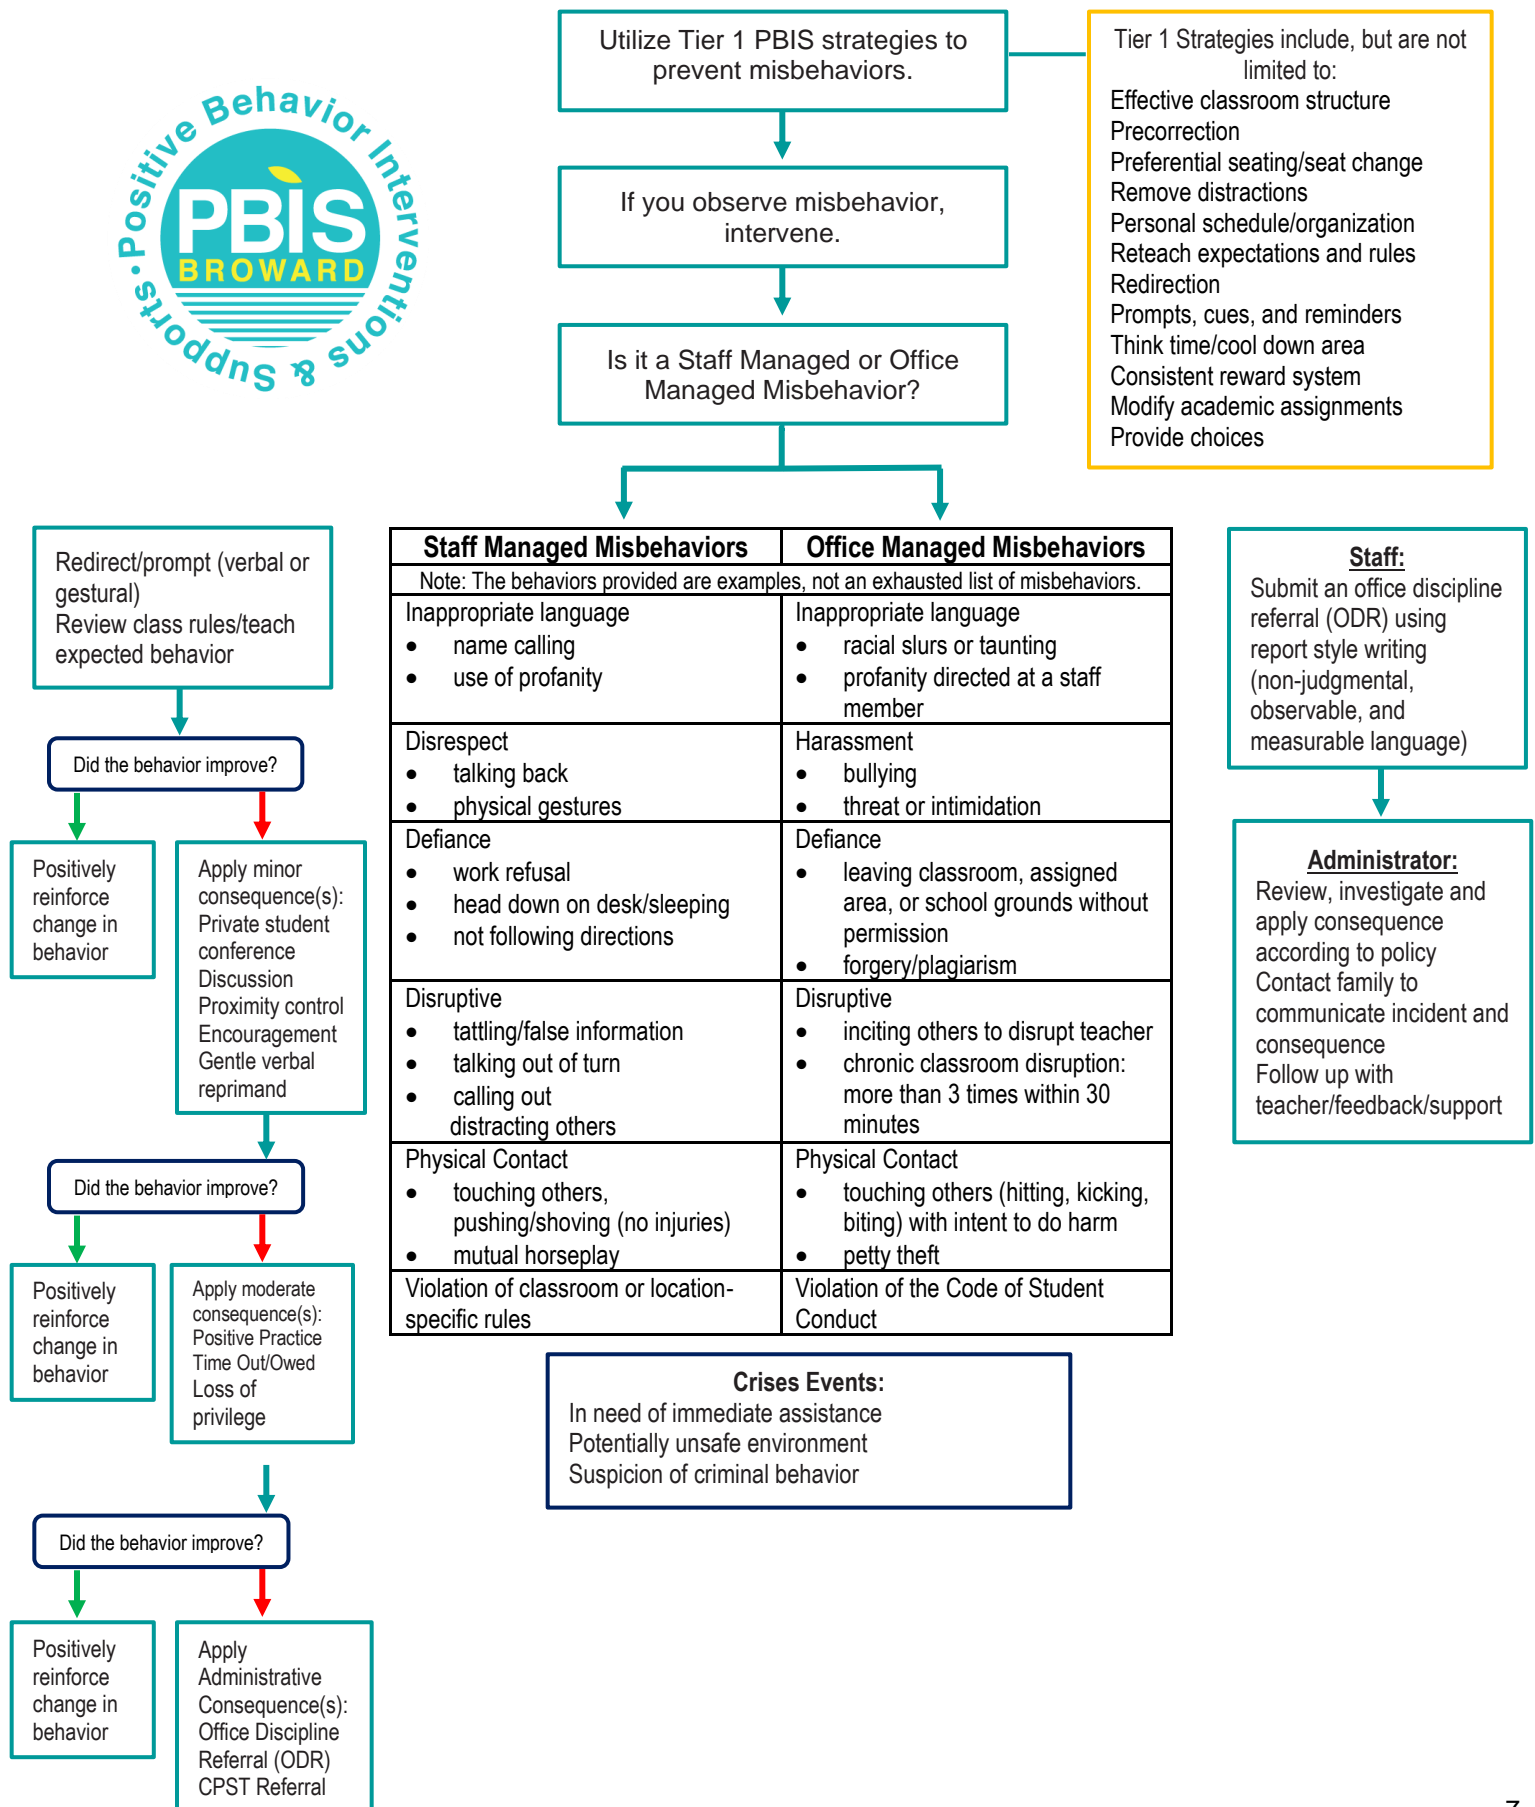 Utilize Tier 1 PBIS strategies to
prevent misbehaviors.
Tier 1 Strategies include, but are not
limited to:
Effective classroom structure
Precorrection
Preferential seating/seat change
Remove distractions
Personal schedule/organization
Reteach expectations and rules
Redirection
Prompts, cues, and reminders
Think time/cool down area
Consistent reward system
Modify academic assignments
Provide choices
Positive Behavior Interventions & Supports •
PBIS
BROWARD
If you observe misbehavior,
intervene.
Is it a Staff Managed or Office
Managed Misbehavior?
Redirect/prompt (verbal or
gestural)
Review class rules/teach
expected behavior
Did the behavior improve?
Positively
reinforce
change in
behavior
Apply minor
consequence(s):
Private student
conference
Discussion
Proximity control
Encouragement
Gentle verbal
reprimand
Did the behavior improve?
Positively
reinforce
change in
behavior
Apply moderate
consequence(s):
Positive Practice
Time Out/Owed
Loss of
privilege
Did the behavior improve?
Positively
reinforce
change in
behavior
Apply
Administrative
Consequence(s):
Office Discipline
Referral (ODR)
CPST Referral
Staff Managed Misbehaviors
Office Managed Misbehaviors
Note: The behaviors provided are examples, not an exhausted list of misbehaviors.
Inappropriate language
• name calling
• use of profanity
Inappropriate language
• racial slurs or taunting
• profanity directed at a staff
member
Disrespect
• talking back
• physical gestures
Harassment
• bullying
• threat or intimidation
Defiance
• work refusal
• head down on desk/sleeping
• not following directions
Defiance
• leaving classroom, assigned
area, or school grounds without
permission
• forgery/plagiarism
Disruptive
• tattling/false information
• talking out of turn
• calling out
distracting others
Disruptive
• inciting others to disrupt teacher
• chronic classroom disruption:
more than 3 times within 30
minutes
Physical Contact
• touching others,
pushing/shoving (no injuries)
• mutual horseplay
Physical Contact
• touching others (hitting, kicking,
biting) with intent to do harm
• petty theft
Violation of classroom or location-
specific rules
Violation of the Code of Student
Conduct
Crises Events:
In need of immediate assistance
Potentially unsafe environment
Suspicion of criminal behavior
Staff:
Submit an office discipline
referral (ODR) using
report style writing
(non-judgmental,
observable, and
measurable language)
Administrator:
Review, investigate and
apply consequence
according to policy
Contact family to
communicate incident and
consequence
Follow up with
teacher/feedback/support